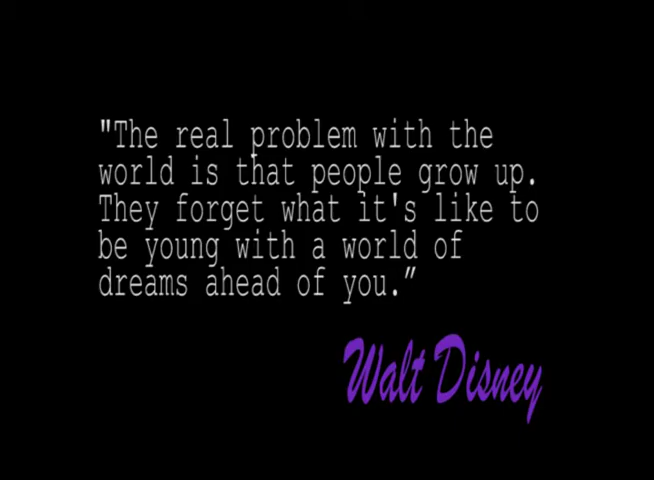 "The real problem with the
world is that people grow up.
They forget what it's like to
be young with a world of
dreams ahead of you.”
Walt Disney